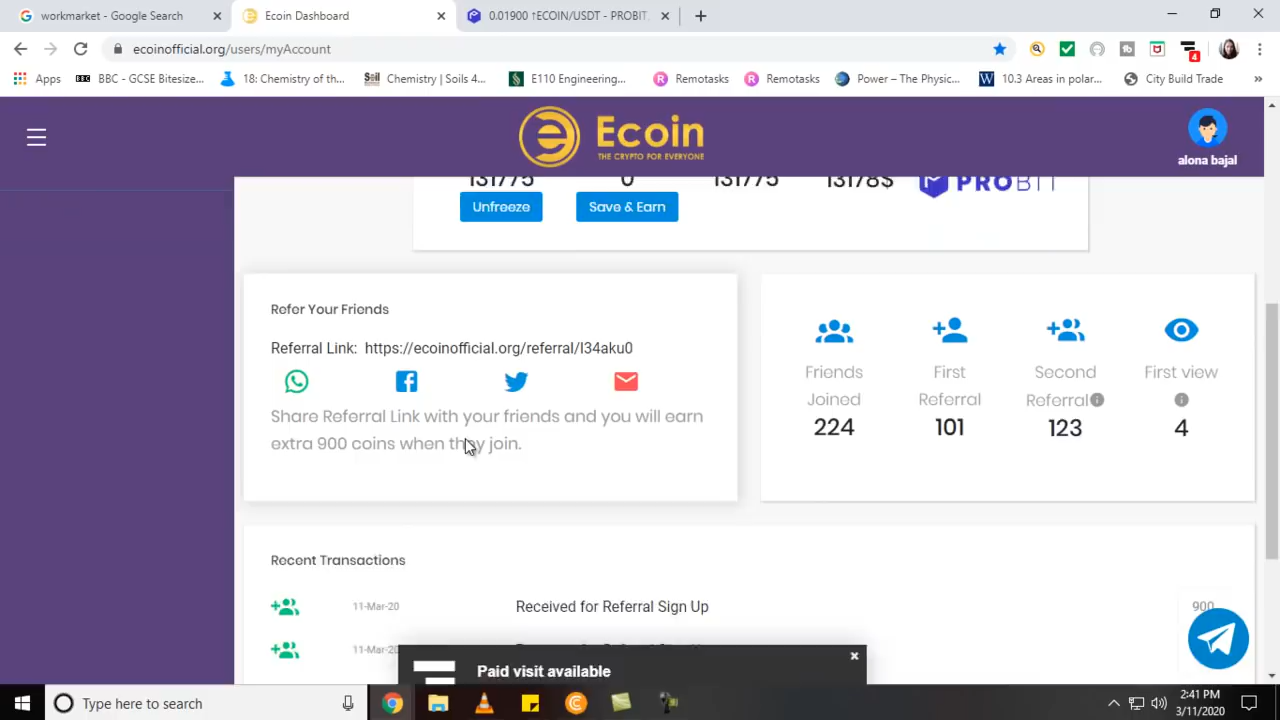 workmarket - Google Search
Ecoin Dashboard
0.01900 ↑ECOIN/USDT - PROBIT.
ecoinofficial.org/users/myAccount
4
Apps
BBC - GCSE Bitesize...
18: Chemistry of th...
Chemistry | Soils 4...
E110 Engineering...
Remotasks
Remotasks
Power – The Physic...
10.3 Areas in polar...
City Build Trade
»
Ecoin
THE CRYPTO FOR EVERYONE
alona bajal
131775
0
131775
13178$
PROBIT
Unfreeze
Save & Earn
Refer Your Friends
Referral Link: https://ecoinofficial.org/referral/l34aku0
Share Referral Link with your friends and you will earn
extra 900 coins when they join.
Friends Joined
224
First Referral
101
Second Referral
123
First view
4
Recent Transactions
11-Mar-20
Received for Referral Sign Up
900
11-Mar-20
Paid visit available
Type here to search
2:41 PM
3/11/2020